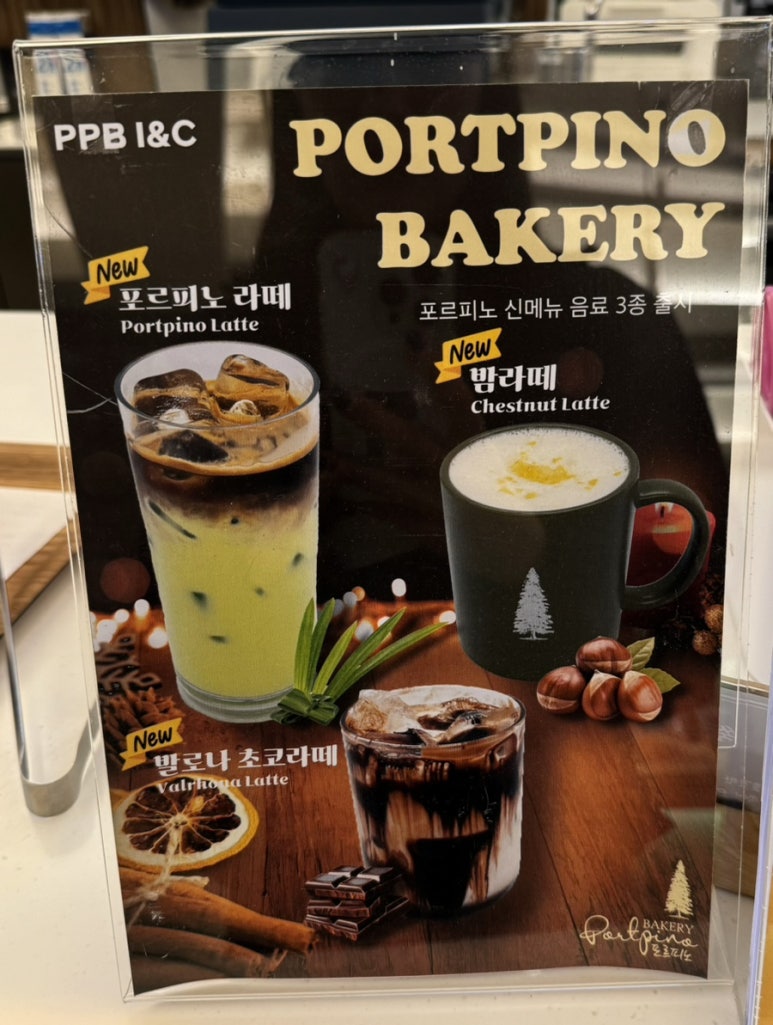 PPB I&C
PORTPINO
BAKERY
New
포르피노 라떼
Portpino Latte
포르피노 신메뉴 음료 3종 출시
New
밤라떼
Chestnut Latte
New
발로나 초코라떼
Valrhona Latte
BAKERY
Portpino
포르피노